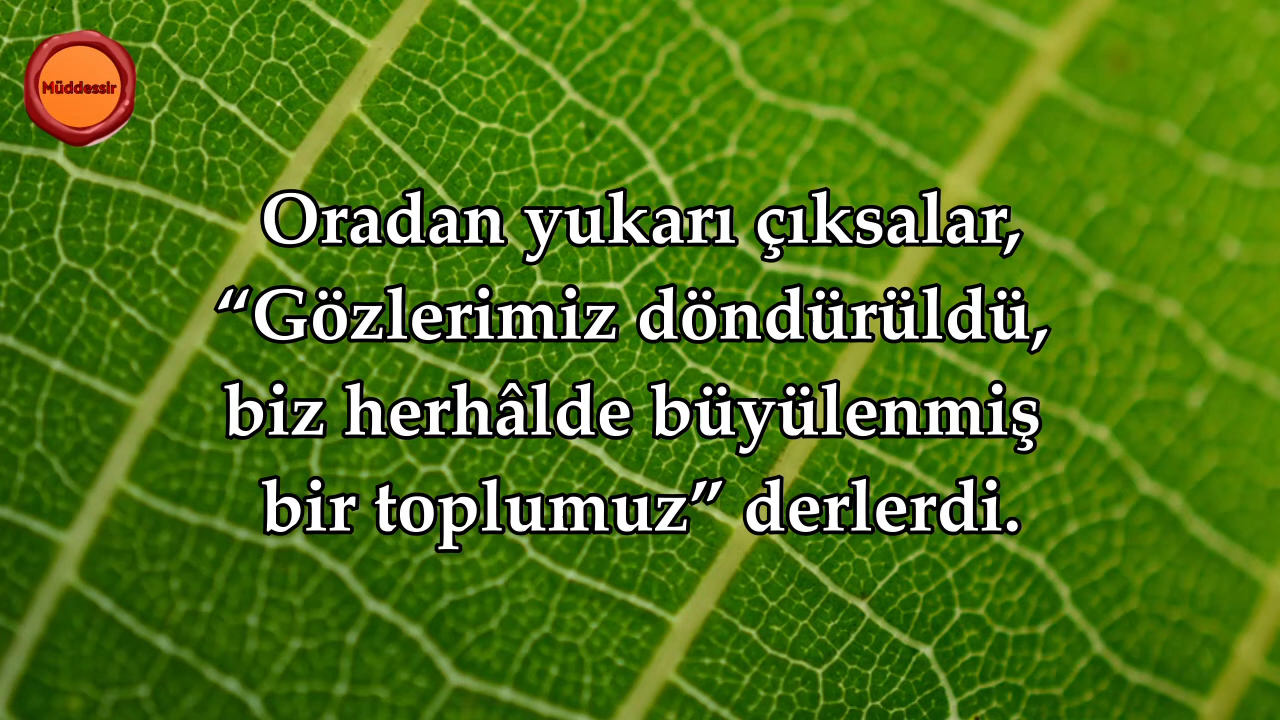 Müddessir
Oradan yukarı çıksalar,
“Gözlerimiz döndürüldü,
biz herhâlde büyülenmiş
bir toplumuz” derlerdi.